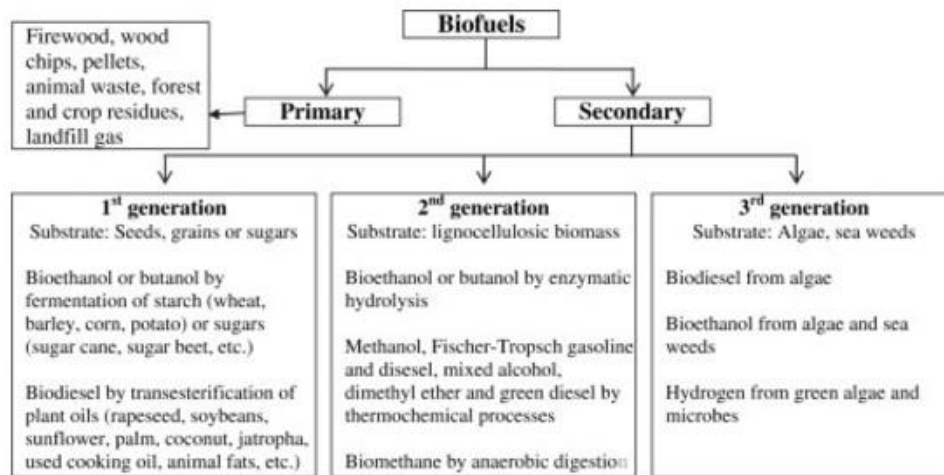 Biofuels
Firewood, wood
chips, pellets,
animal waste, forest
and crop residues,
landfill gas
Primary
Secondary
1st generation
Substrate: Seeds, grains or sugars
Bioethanol or butanol by
fermentation of starch (wheat,
barley, corn, potato) or sugars
(sugar cane, sugar beet, etc.)
Biodiesel by transesterification of
plant oils (rapeseed, soybeans,
sunflower, palm, coconut, jatropha,
used cooking oil, animal fats, etc.)
2nd generation
Substrate: lignocellulosic biomass
Bioethanol or butanol by enzymatic
hydrolysis
Methanol, Fischer-Tropsch gasoline
and disesel, mixed alcohol,
dimethyl ether and green diesel by
thermochemical processes
Biomethane by anaerobic digestion
3rd generation
Substrate: Algae, sea weeds
Biodiesel from algae
Bioethanol from algae and sea
weeds
Hydrogen from green algae and
microbes